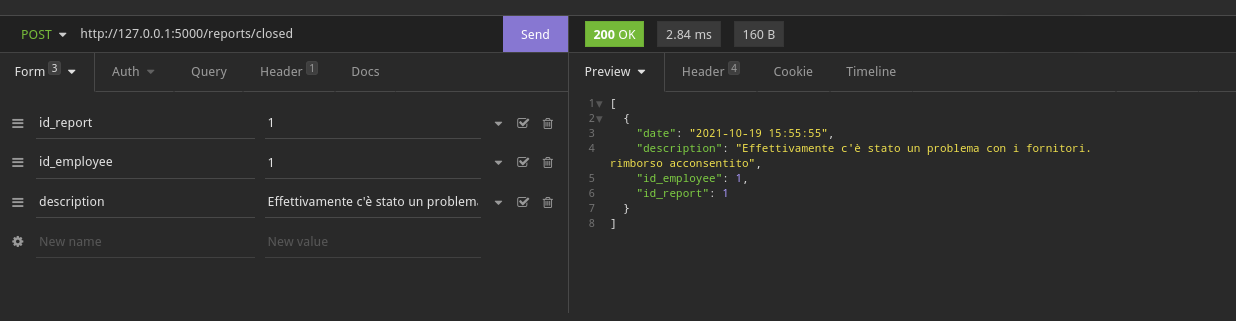 POST http://127.0.0.1:5000/reports/closed Send 200 OK 2.84 ms 160 B
Form 3 Auth Query Header 1 Docs Preview Header 4 Cookie Timeline
id_report 1
id_employee 1
description Effettivamente c'è stato un problem
New name New value
1 [
2 {
3 "date": "2021-10-19 15:55:55",
4 "description": "Effettivamente c'è stato un problema con i fornitori.
rimborso acconsentito",
5 "id_employee": 1,
6 "id_report": 1
7 }
8 ]